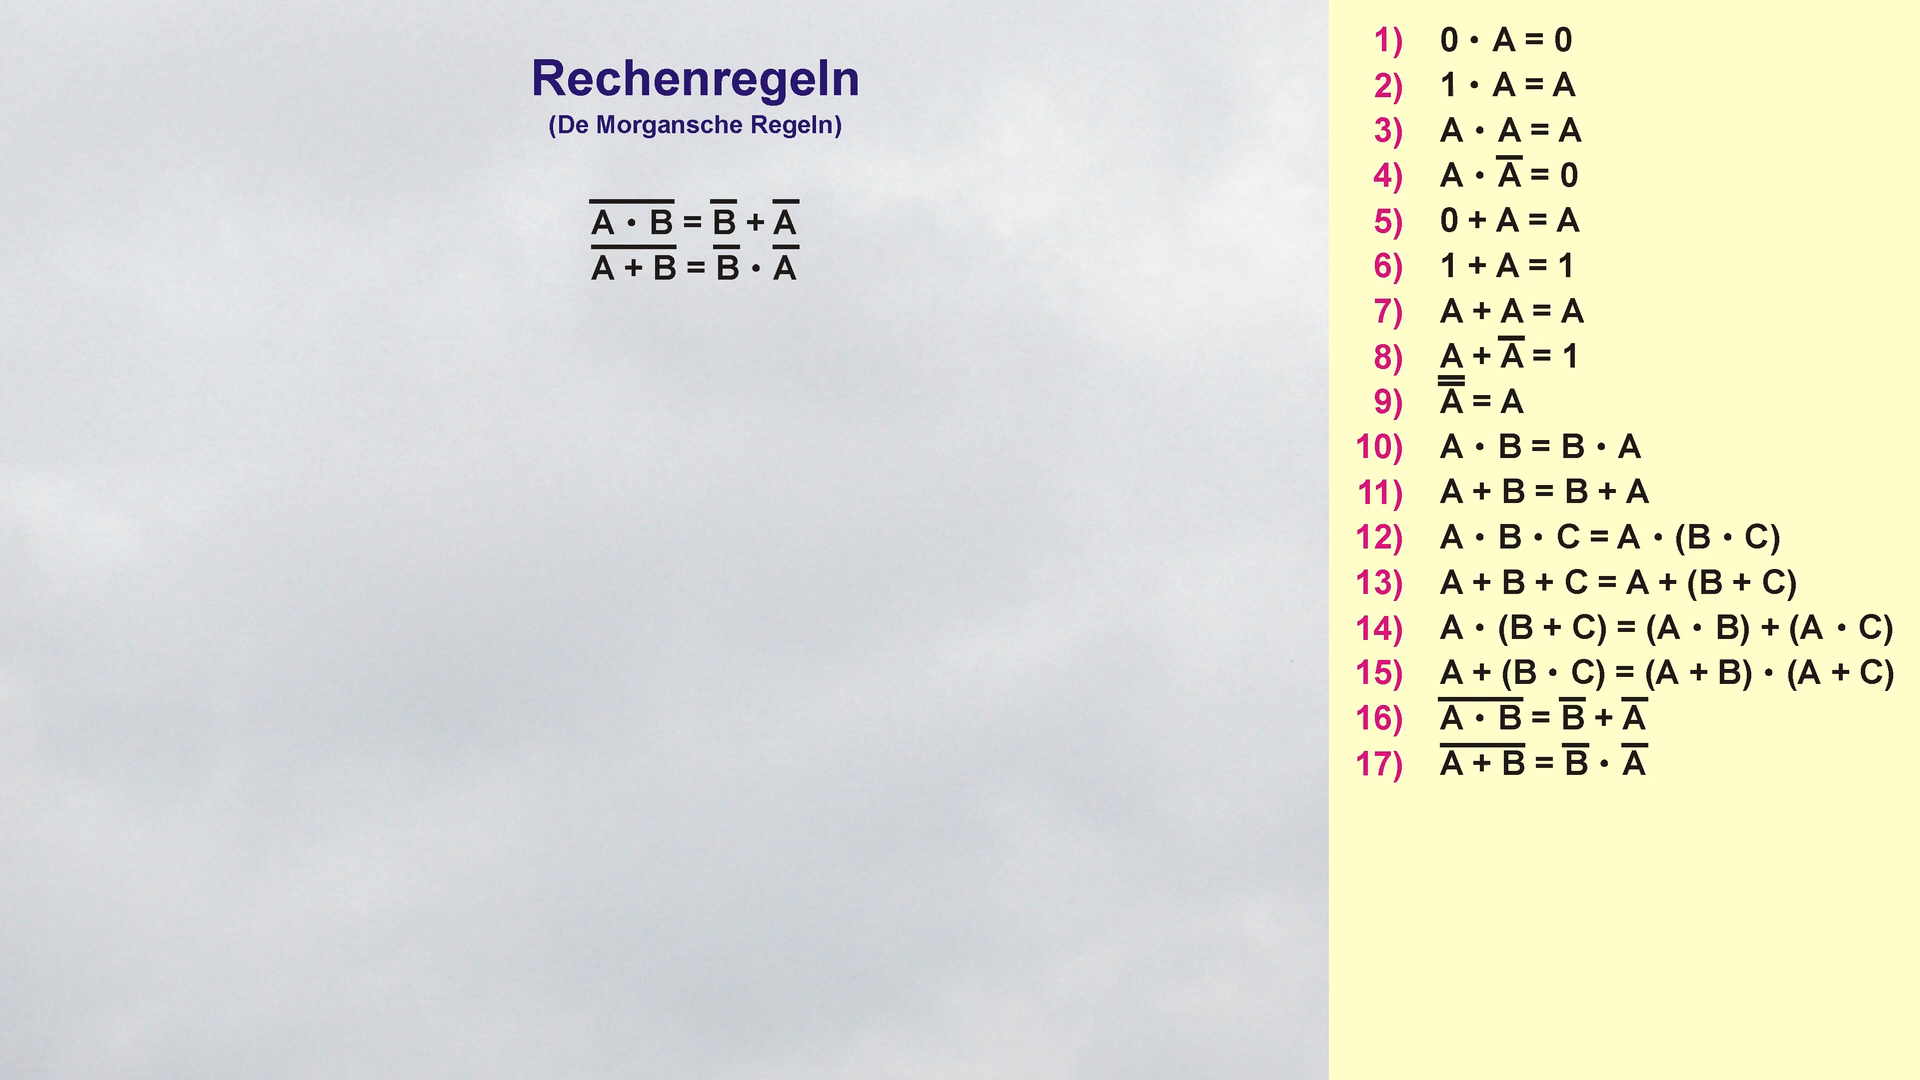 Rechenregeln
(De Morgansche Regeln)
A̅ ̅·̅ ̅B̅ = B̅ + A̅
A̅ ̅+̅ ̅B̅ = B̅ · A̅
1) 0 · A = 0
2) 1 · A = A
3) A · A = A
4) A · A̅ = 0
5) 0 + A = A
6) 1 + A = 1
7) A + A = A
8) A + A̅ = 1
9) A̿ = A
10) A · B = B · A
11) A + B = B + A
12) A · B · C = A · (B · C)
13) A + B + C = A + (B + C)
14) A · (B + C) = (A · B) + (A · C)
15) A + (B · C) = (A + B) · (A + C)
16) A̅ ̅·̅ ̅B̅ = B̅ + A̅
17) A̅ ̅+̅ ̅B̅ = B̅ · A̅